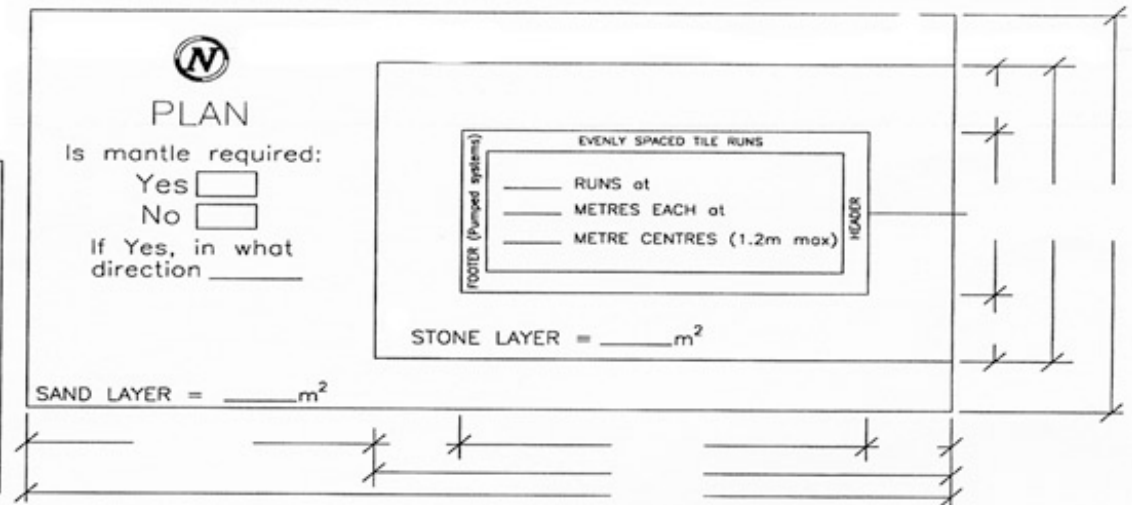 N
PLAN
Is mantle required:
Yes
No
If Yes, in what
direction ________
SAND LAYER = ______m²
EVENLY SPACED TILE RUNS
FOOTER (Pumped systems)
______ RUNS at
______ METRES EACH at
______ METRE CENTRES (1.2m max)
HEADER
STONE LAYER = ______m²